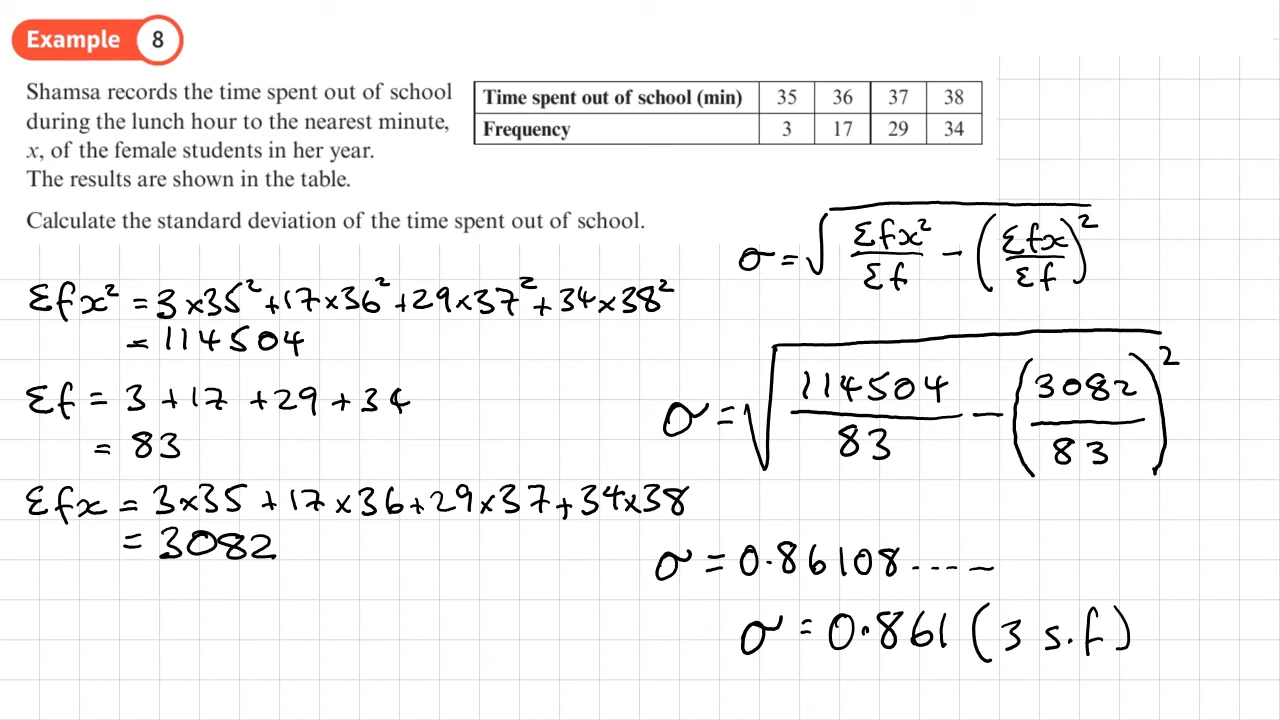 Example 8
Shamsa records the time spent out of school
during the lunch hour to the nearest minute,
x, of the female students in her year.
The results are shown in the table.
Time spent out of school (min) 35 36 37 38
Frequency 3 17 29 34
Calculate the standard deviation of the time spent out of school.
Σfx² = 3×35² + 17×36² + 29×37² + 34×38²
= 114504
Σf = 3 + 17 + 29 + 34
= 83
Σfx = 3×35 + 17×36 + 29×37 + 34×38
= 3082
σ = √(Σfx²/Σf − (Σfx/Σf)²)
σ = √(114504/83 − (3082/83)²)
σ = 0.86108.....
σ = 0.861 (3 s.f)